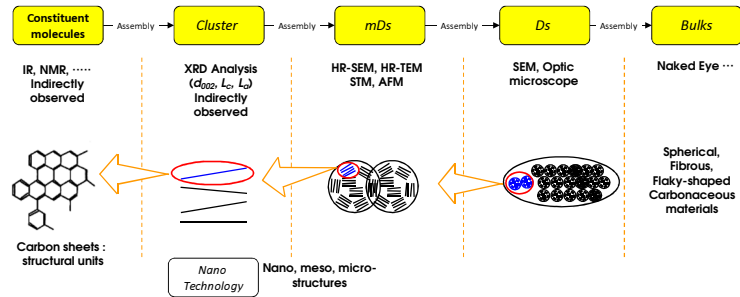 Constituent
molecules
Assembly
Cluster
Assembly
mDs
Assembly
Ds
Assembly
Bulks
IR, NMR, ·····
Indirectly
observed
XRD Analysis
(d002, Lc, La)
Indirectly
observed
HR-SEM, HR-TEM
STM, AFM
SEM, Optic
microscope
Naked Eye ···
Spherical,
Fibrous,
Flaky-shaped
Carbonaceous
materials
Carbon sheets :
structural units
Nano
Technology
Nano, meso, micro-
structures